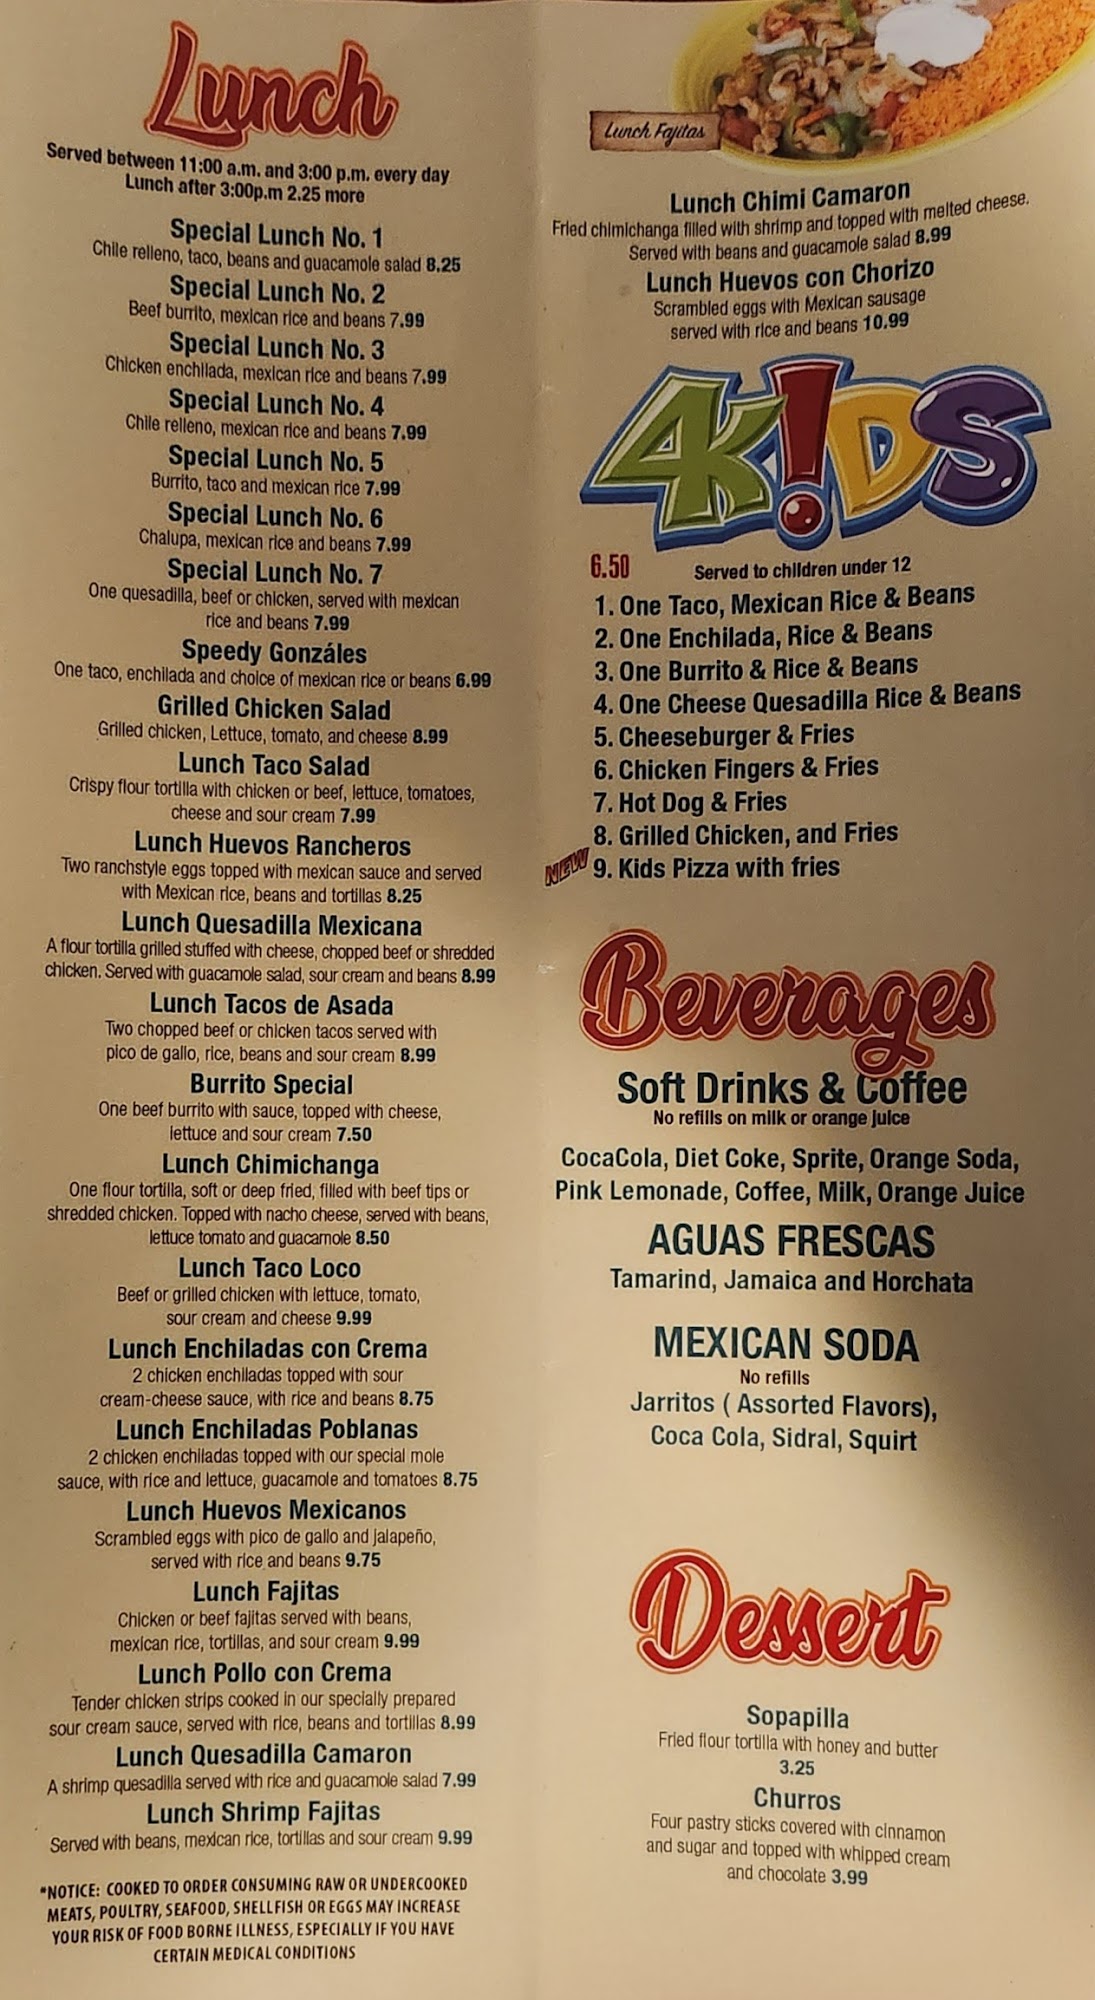 Lunch
Served between 11:00 a.m. and 3:00 p.m. every day
Lunch after 3:00p.m 2.25 more
Special Lunch No. 1
Chile relleno, taco, beans and guacamole salad 8.25
Special Lunch No. 2
Beef burrito, mexican rice and beans 7.99
Special Lunch No. 3
Chicken enchilada, mexican rice and beans 7.99
Special Lunch No. 4
Chile relleno, mexican rice and beans 7.99
Special Lunch No. 5
Burrito, taco and mexican rice 7.99
Special Lunch No. 6
Chalupa, mexican rice and beans 7.99
Special Lunch No. 7
One quesadilla, beef or chicken, served with mexican
rice and beans 7.99
Speedy Gonzáles
One taco, enchilada and choice of mexican rice or beans 6.99
Grilled Chicken Salad
Grilled chicken, Lettuce, tomato, and cheese 8.99
Lunch Taco Salad
Crispy flour tortilla with chicken or beef, lettuce, tomatoes,
cheese and sour cream 7.99
Lunch Huevos Rancheros
Two ranchstyle eggs topped with mexican sauce and served
with Mexican rice, beans and tortillas 8.25
Lunch Quesadilla Mexicana
A flour tortilla grilled stuffed with cheese, chopped beef or shredded
chicken. Served with guacamole salad, sour cream and beans 8.99
Lunch Tacos de Asada
Two chopped beef or chicken tacos served with
pico de gallo, rice, beans and sour cream 8.99
Burrito Special
One beef burrito with sauce, topped with cheese,
lettuce and sour cream 7.50
Lunch Chimichanga
One flour tortilla, soft or deep fried, filled with beef tips or
shredded chicken. Topped with nacho cheese, served with beans,
lettuce tomato and guacamole 8.50
Lunch Taco Loco
Beef or grilled chicken with lettuce, tomato,
sour cream and cheese 9.99
Lunch Enchiladas con Crema
2 chicken enchiladas topped with sour
cream-cheese sauce, with rice and beans 8.75
Lunch Enchiladas Poblanas
2 chicken enchiladas topped with our special mole
sauce, with rice and lettuce, guacamole and tomatoes 8.75
Lunch Huevos Mexicanos
Scrambled eggs with pico de gallo and jalapeño,
served with rice and beans 9.75
Lunch Fajitas
Chicken or beef fajitas served with beans,
mexican rice, tortillas, and sour cream 9.99
Lunch Pollo con Crema
Tender chicken strips cooked in our specially prepared
sour cream sauce, served with rice, beans and tortillas 8.99
Lunch Quesadilla Camaron
A shrimp quesadilla served with rice and guacamole salad 7.99
Lunch Shrimp Fajitas
Served with beans, mexican rice, tortillas and sour cream 9.99
*NOTICE: COOKED TO ORDER CONSUMING RAW OR UNDERCOOKED
MEATS, POULTRY, SEAFOOD, SHELLFISH OR EGGS MAY INCREASE
YOUR RISK OF FOOD BORNE ILLNESS, ESPECIALLY IF YOU HAVE
CERTAIN MEDICAL CONDITIONS
Lunch Fajitas
Lunch Chimi Camaron
Fried chimichanga filled with shrimp and topped with melted cheese.
Served with beans and guacamole salad 8.99
Lunch Huevos con Chorizo
Scrambled eggs with Mexican sausage
served with rice and beans 10.99
4K!DS
6.50 Served to children under 12
1. One Taco, Mexican Rice & Beans
2. One Enchilada, Rice & Beans
3. One Burrito & Rice & Beans
4. One Cheese Quesadilla Rice & Beans
5. Cheeseburger & Fries
6. Chicken Fingers & Fries
7. Hot Dog & Fries
8. Grilled Chicken, and Fries
NEW 9. Kids Pizza with fries
Beverages
Soft Drinks & Coffee
No refills on milk or orange juice
CocaCola, Diet Coke, Sprite, Orange Soda,
Pink Lemonade, Coffee, Milk, Orange Juice
AGUAS FRESCAS
Tamarind, Jamaica and Horchata
MEXICAN SODA
No refills
Jarritos ( Assorted Flavors),
Coca Cola, Sidral, Squirt
Dessert
Sopapilla
Fried flour tortilla with honey and butter
3.25
Churros
Four pastry sticks covered with cinnamon
and sugar and topped with whipped cream
and chocolate 3.99